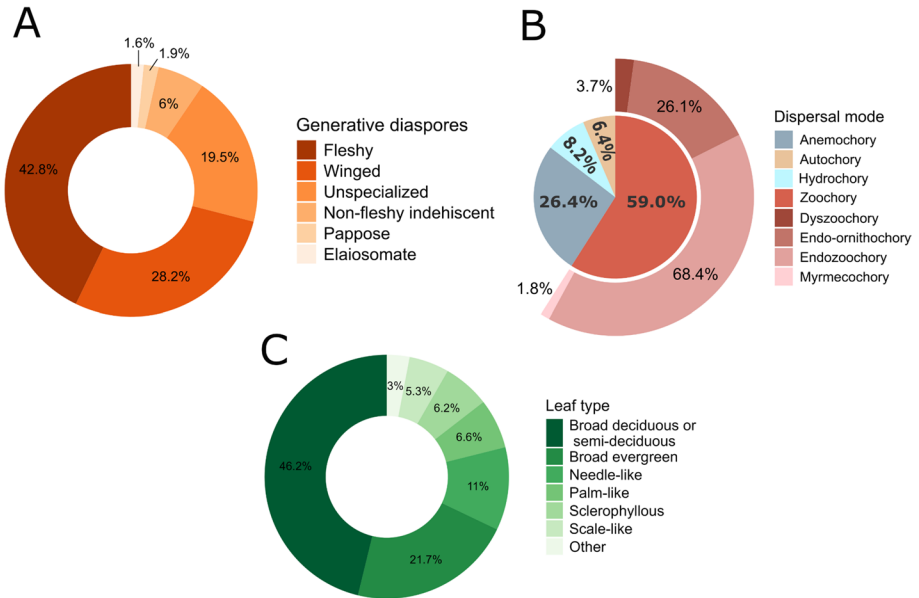 A
1.6%
1.9%
6%
19.5%
28.2%
42.8%
Generative diaspores
Fleshy
Winged
Unspecialized
Non-fleshy indehiscent
Pappose
Elaiosomate
B
3.7%
26.1%
6.4%
8.2%
26.4%
59.0%
68.4%
1.8%
Dispersal mode
Anemochory
Autochory
Hydrochory
Zoochory
Dyszoochory
Endo-ornithochory
Endozoochory
Myrmecochory
C
3%
5.3%
6.2%
6.6%
11%
21.7%
46.2%
Leaf type
Broad deciduous or
semi-deciduous
Broad evergreen
Needle-like
Palm-like
Sclerophyllous
Scale-like
Other